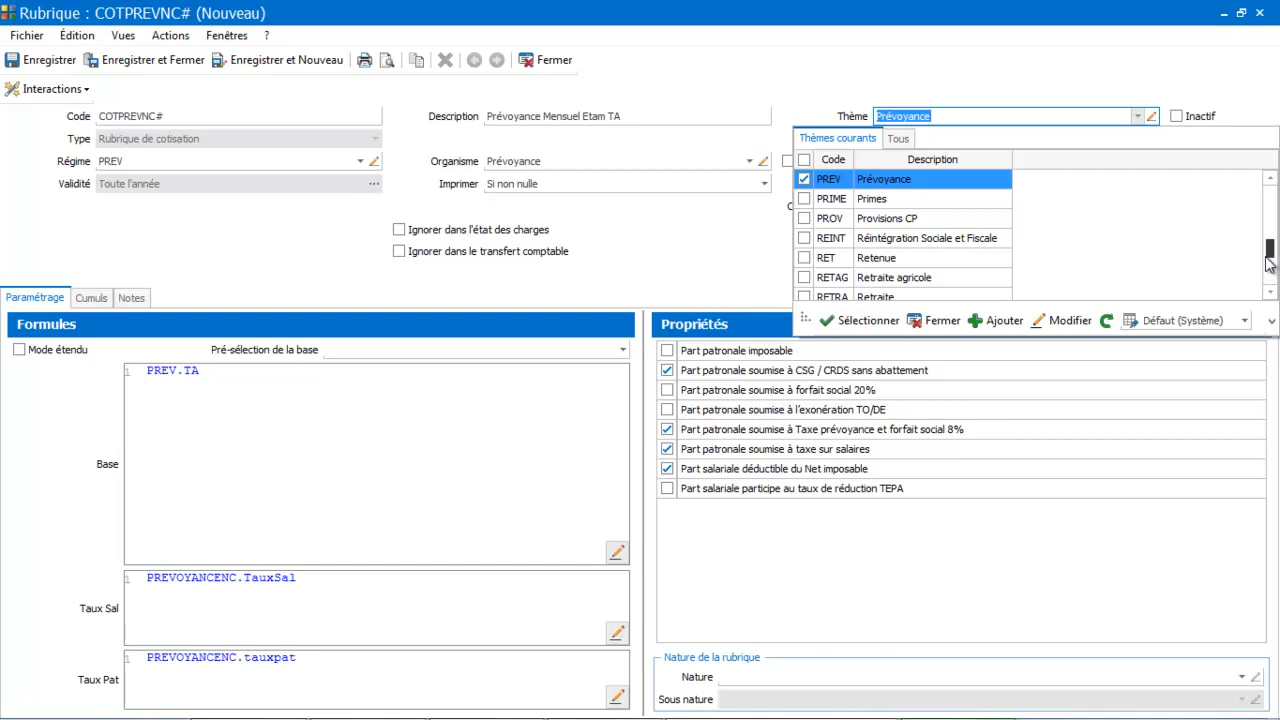 Rubrique : COTPREVNC# (Nouveau)
Fichier Édition Vues Actions Fenêtres ?
Enregistrer Enregistrer et Fermer Enregistrer et Nouveau Fermer
Interactions
Code COTPREVNC# Description Prévoyance Mensuel Etam TA Thème Prévoyance Inactif
Type Rubrique de cotisation
Régime PREV Organisme Prévoyance
Validité Toute l'année ... Imprimer Si non nulle
Ignorer dans l'état des charges
Ignorer dans le transfert comptable
Thèmes courants Tous
Code Description
PREV Prévoyance
PRIME Primes
PROV Provisions CP
REINT Réintégration Sociale et Fiscale
RET Retenue
RETAG Retraite agricole
RETRA Retraite
Sélectionner Fermer Ajouter Modifier Défaut (Système)
Paramétrage Cumuls Notes
Formules
Mode étendu Pré-sélection de la base
1 PREV.TA
Base
1 PREVOYANCENC.TauxSal
Taux Sal
1 PREVOYANCENC.tauxpat
Taux Pat
Propriétés
Part patronale imposable
Part patronale soumise à CSG / CRDS sans abattement
Part patronale soumise à forfait social 20%
Part patronale soumise à l'exonération TO/DE
Part patronale soumise à Taxe prévoyance et forfait social 8%
Part patronale soumise à taxe sur salaires
Part salariale déductible du Net imposable
Part salariale participe au taux de réduction TEPA
Nature de la rubrique
Nature
Sous nature